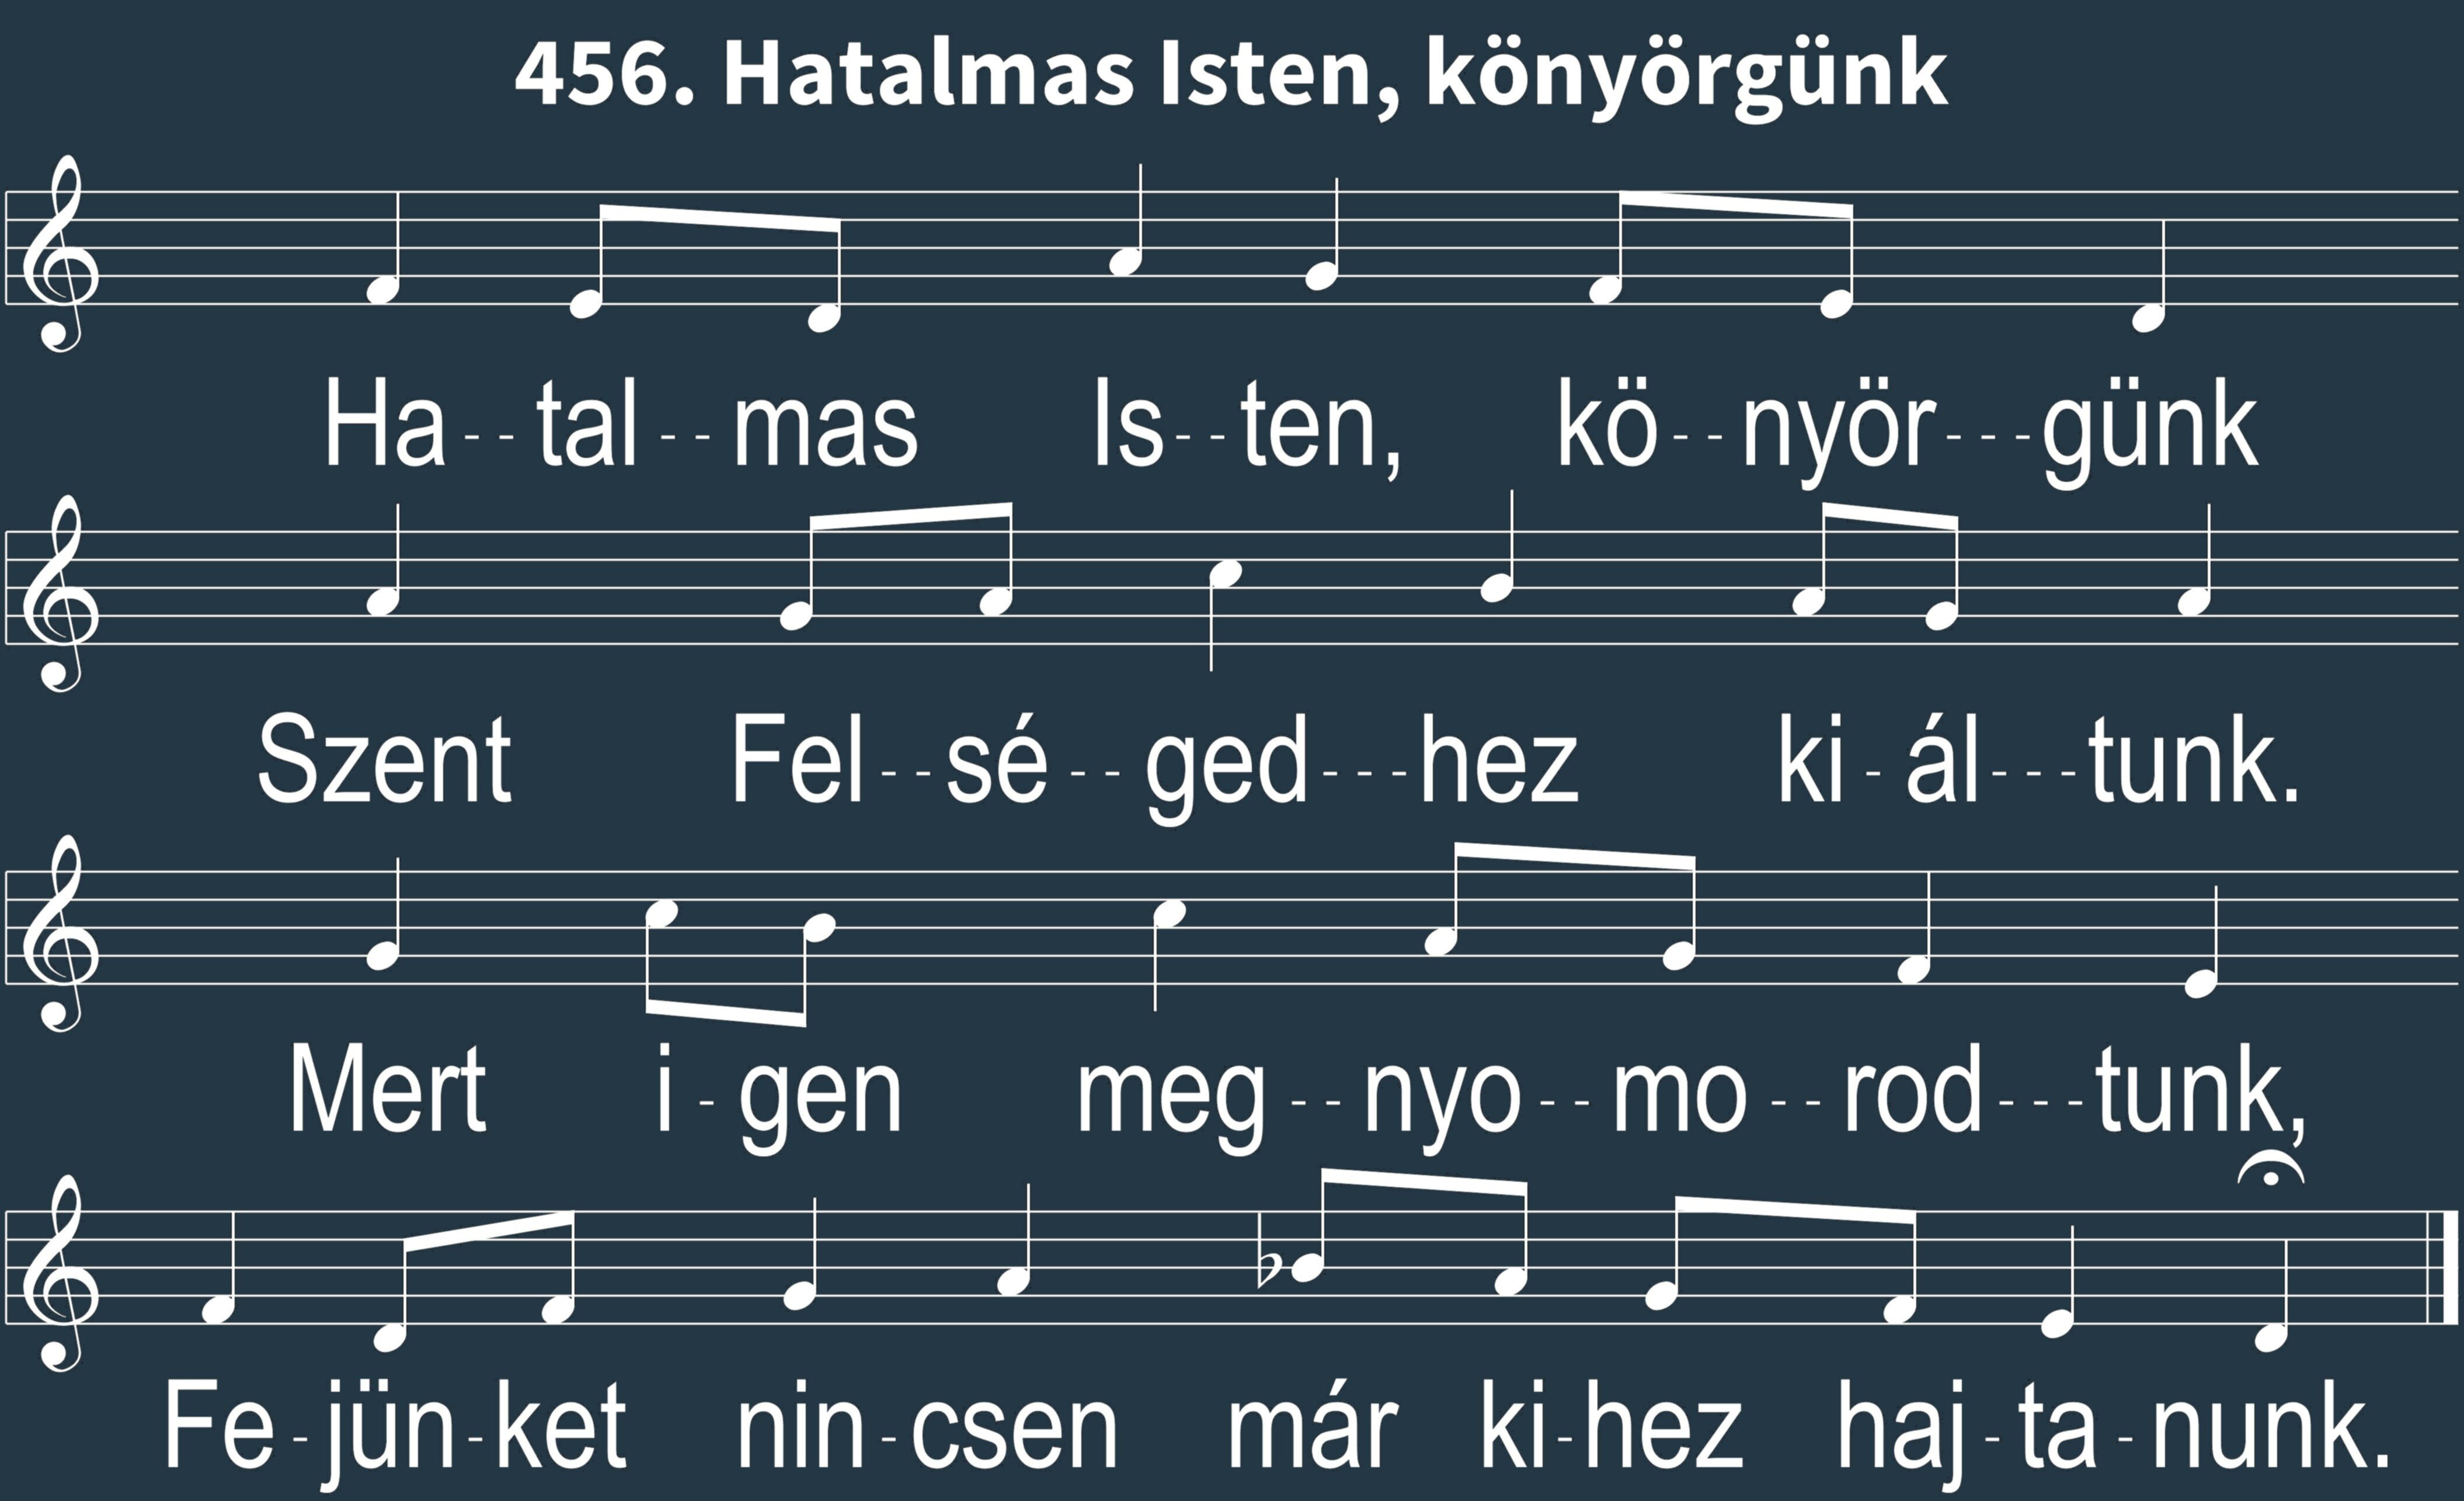 456. Hatalmas Isten, könyörgünk
Ha--tal--mas Is--ten, kö--nyör---günk
Szent Fel--sé--ged---hez ki-ál---tunk.
Mert i-gen meg--nyo--mo--rod---tunk,
Fe-jün-ket nin-csen már ki-hez haj-ta-nunk.